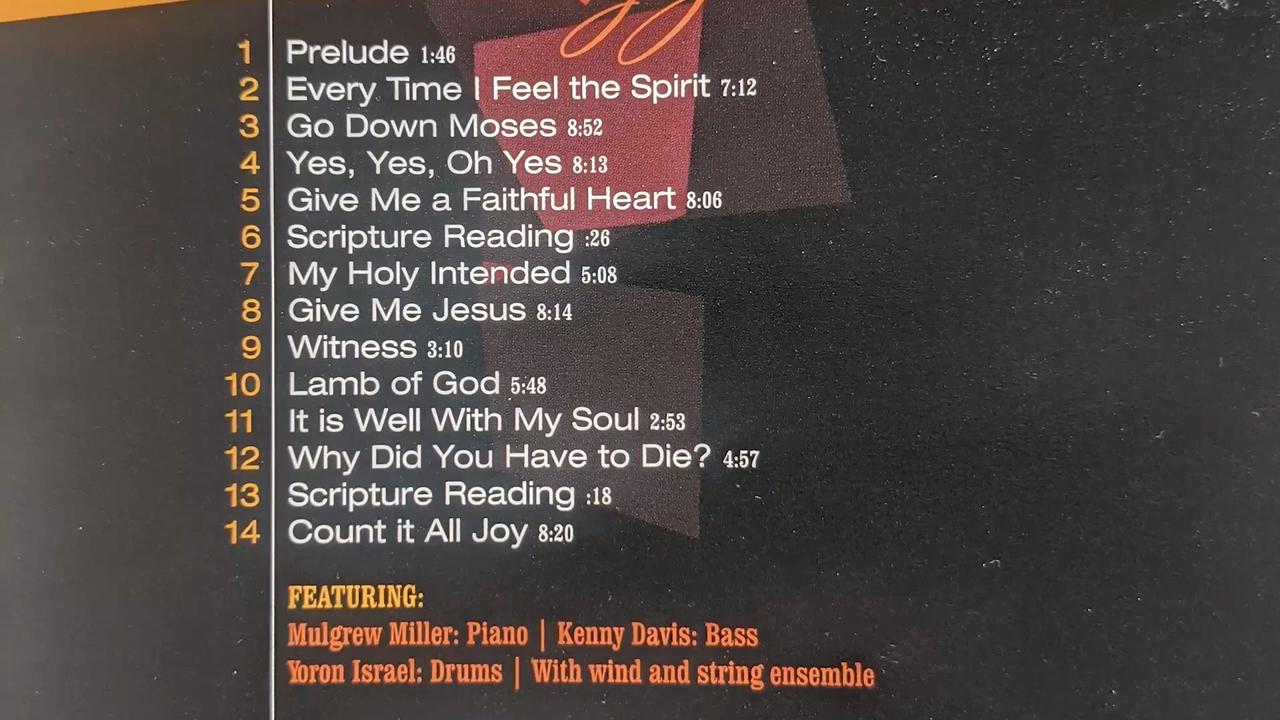 1 Prelude 1:46
2 Every Time I Feel the Spirit 7:12
3 Go Down Moses 8:52
4 Yes, Yes, Oh Yes 8:13
5 Give Me a Faithful Heart 8:06
6 Scripture Reading :26
7 My Holy Intended 5:08
8 Give Me Jesus 8:14
9 Witness 3:10
10 Lamb of God 5:48
11 It is Well With My Soul 2:53
12 Why Did You Have to Die? 4:57
13 Scripture Reading :18
14 Count it All Joy 8:20
FEATURING:
Mulgrew Miller: Piano | Kenny Davis: Bass
Yoron Israel: Drums | With wind and string ensemble